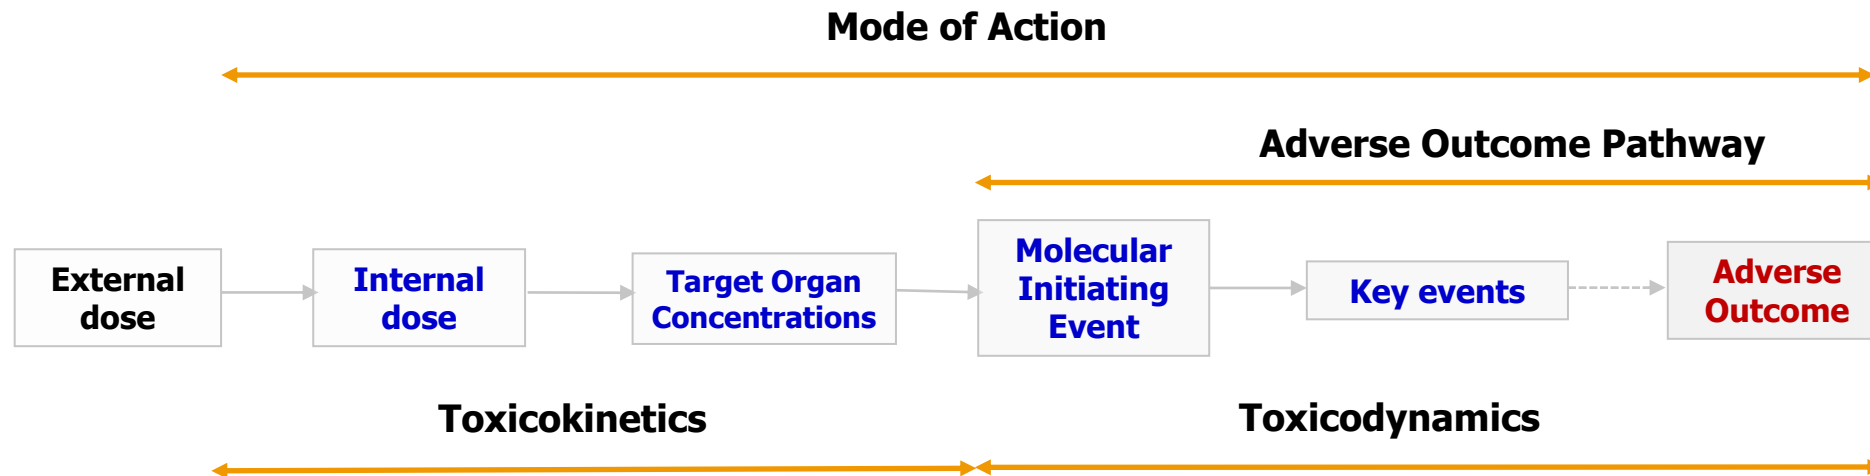 Mode of Action
Adverse Outcome Pathway
External
dose
Internal
dose
Target Organ
Concentrations
Molecular
Initiating
Event
Key events
Adverse
Outcome
Toxicokinetics
Toxicodynamics